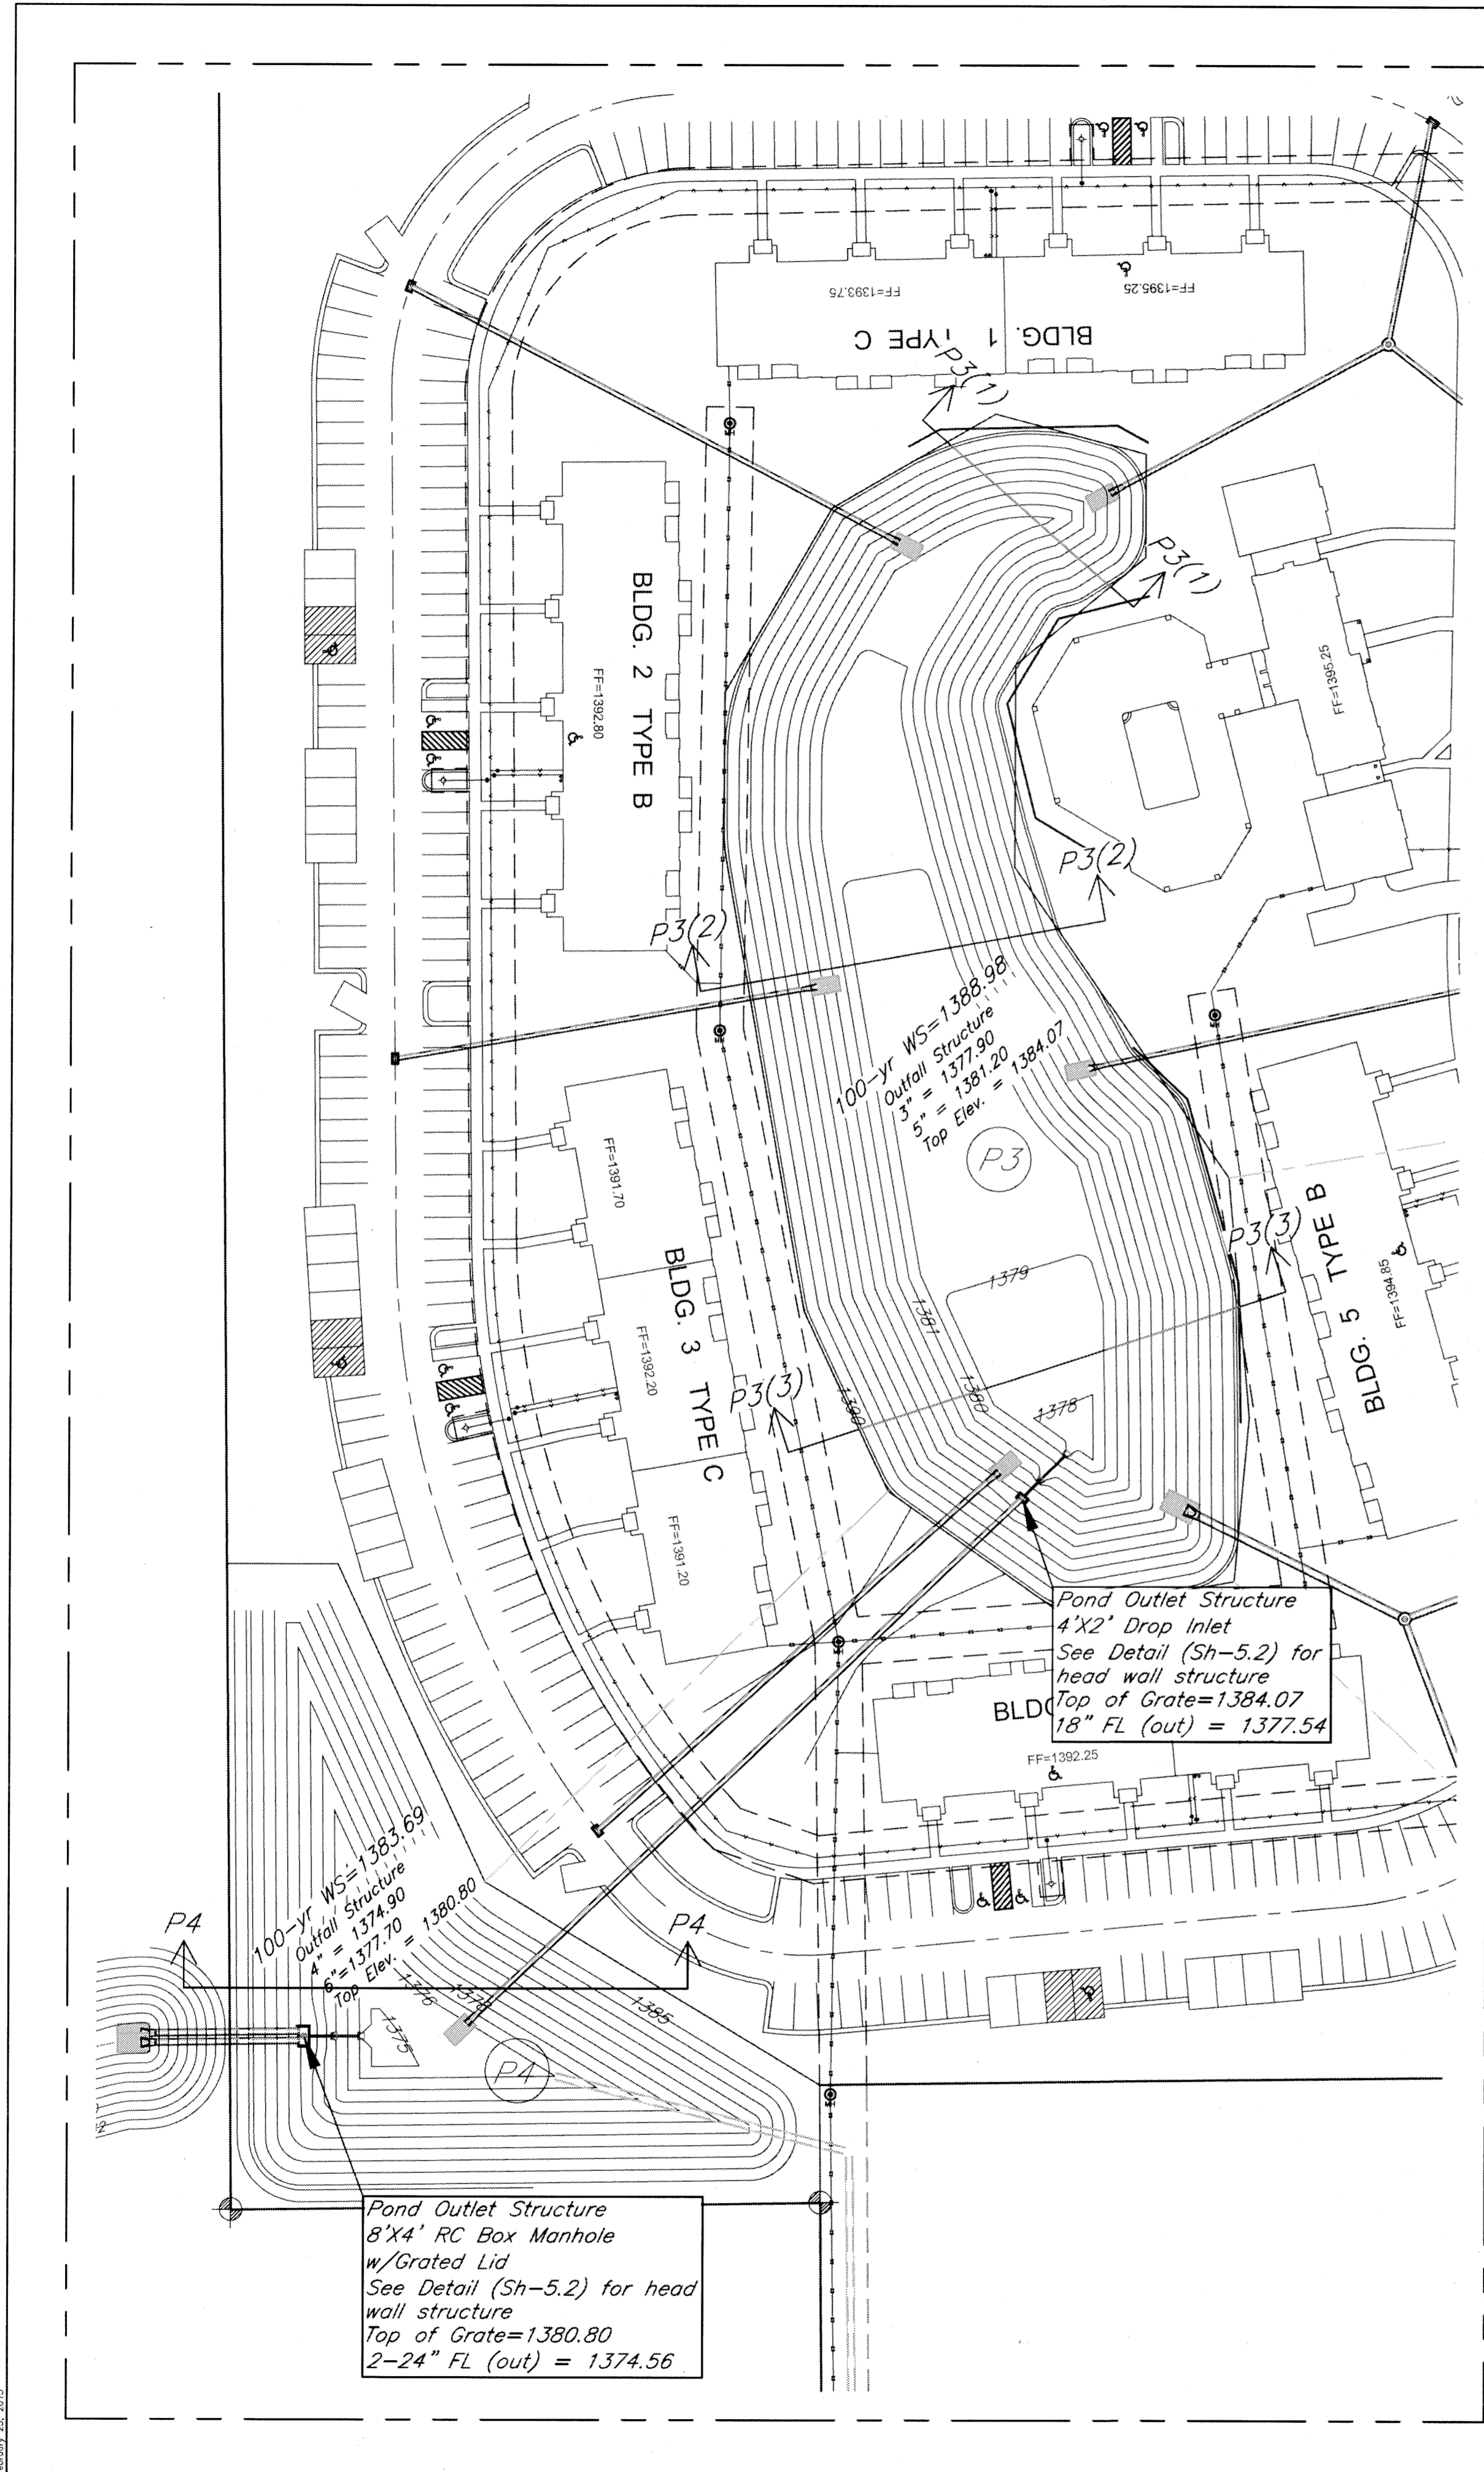 FF=1393.75
FF=1395.25
BLDG. 1 TYPE C
P3(1)
P3(1)
BLDG. 2 TYPE B
FF=1392.80
FF=1395.25
P3(2)
P3(2)
100-yr WS=1388.98
Outfall Structure
3" = 1377.90
5" = 1381.20
Top Elev. = 1384.07
P3
FF=1391.70
BLDG. 3 TYPE C
FF=1392.20
FF=1391.20
1379
1381
1380
1378
1390
P3(3)
P3(3)
BLDG. 5 TYPE B
FF=1394.85
Pond Outlet Structure
4'X2' Drop Inlet
See Detail (Sh-5.2) for
head wall structure
Top of Grate=1384.07
18" FL (out) = 1377.54
FF=1392.25
100-yr WS=1383.69
Outfall Structure
4" = 1374.90
6"=1377.70
Top Elev. = 1380.80
P4
P4
1376
1385
1375
P4
Pond Outlet Structure
8'X4' RC Box Manhole
w/Grated Lid
See Detail (Sh-5.2) for head
wall structure
Top of Grate=1380.80
2-24" FL (out) = 1374.56